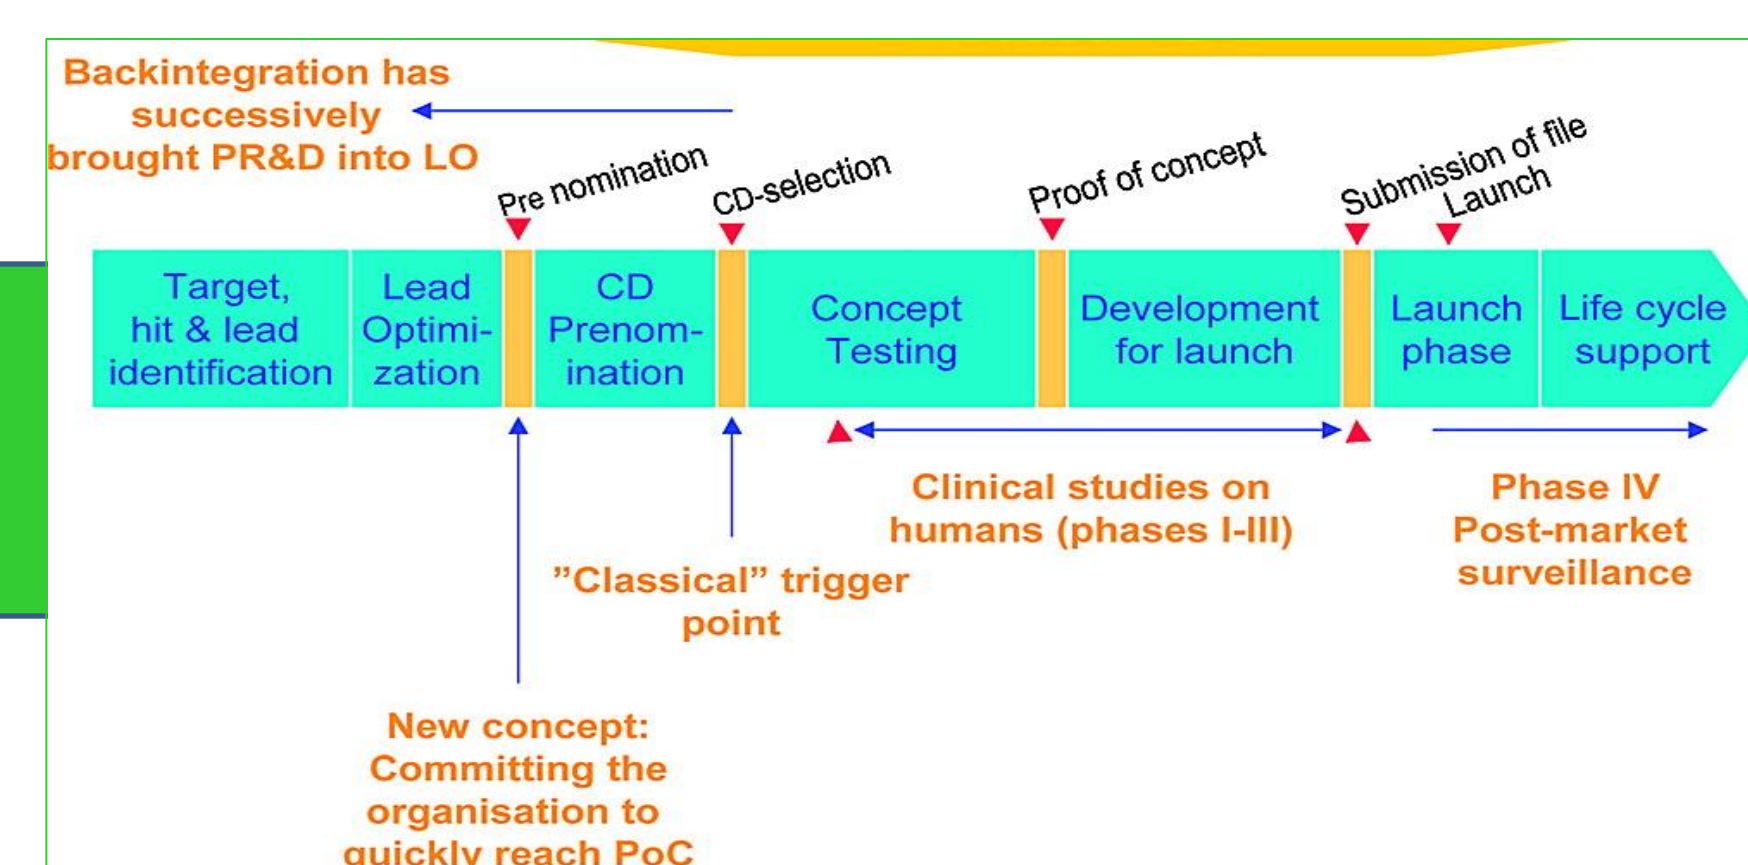 Backintegration has
successively
brought PR&D into LO
Pre nomination
CD-selection
Proof of concept
Submission of file
Launch
Target,
hit & lead
identification
Lead
Optimi-
zation
CD
Prenom-
ination
Concept
Testing
Development
for launch
Launch
phase
Life cycle
support
Clinical studies on
humans (phases I-III)
Phase IV
Post-market
surveillance
”Classical” trigger
point
New concept:
Committing the
organisation to
quickly reach PoC